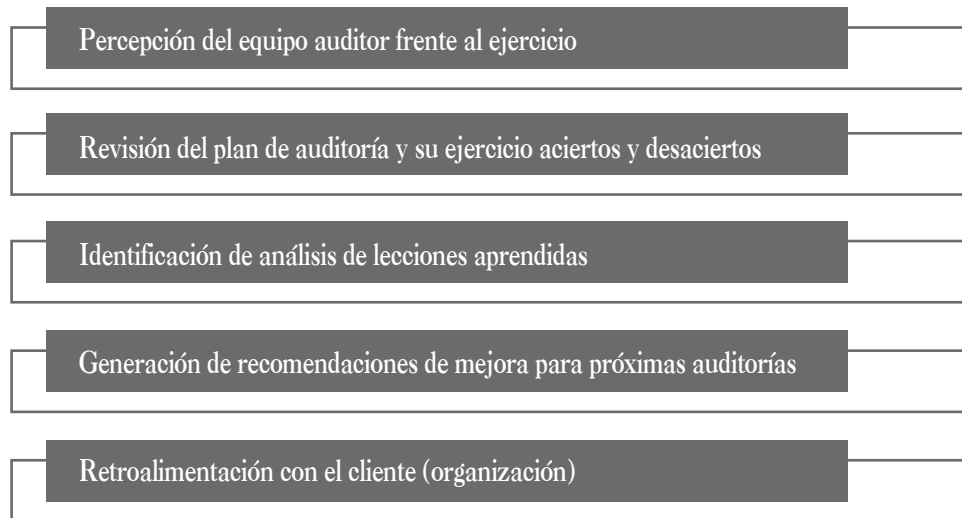 Percepción del equipo auditor frente al ejercicio
Revisión del plan de auditoría y su ejercicio aciertos y desaciertos
Identificación de análisis de lecciones aprendidas
Generación de recomendaciones de mejora para próximas auditorías
Retroalimentación con el cliente (organización)